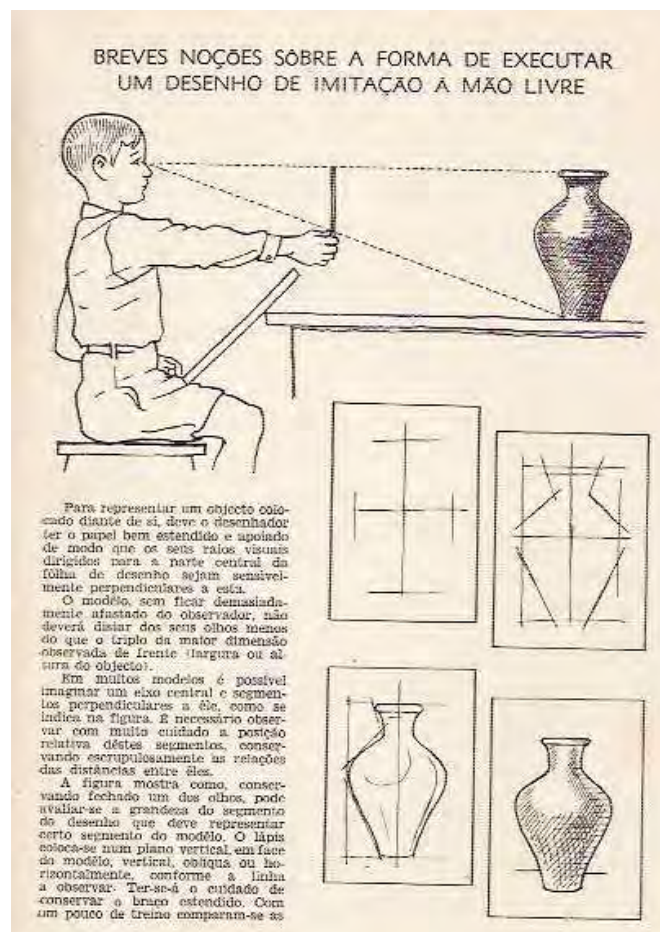 BREVES NOÇÕES SÔBRE A FORMA DE EXECUTAR
UM DESENHO DE IMITAÇÃO À MÃO LIVRE
Para representar um objecto colo-
cado diante de si, deve o desenhador
ter o papel bem estendido e apoiado
de modo que os seus raios visuais
dirigidos para a parte central da
fôlha de desenho sejam sensivel-
mente perpendiculares a esta.
O modêlo, sem ficar demasiada-
mente afastado do observador, não
deverá distar dos seus olhos menos
do que o triplo da maior dimensão
observada de frente (largura ou al-
tura do objecto).
Em muitos modelos é possível
imaginar um eixo central e segmen-
tos perpendiculares a êle, como se
indica na figura. É necessário obser-
var com muito cuidado a posição
relativa dêstes segmentos, conser-
vando escrupulosamente as relações
das distâncias entre êles.
A figura mostra como, conser-
vando fechado um dos olhos, pode
avaliar-se a grandeza do segmento
do desenho que deve representar
certo segmento do modêlo. O lápis
coloca-se num plano vertical, em face
do modêlo, vertical, oblíqua ou ho-
rizontalmente, conforme a linha
a observar. Ter-se-á o cuidado de
conservar o braço estendido. Com
um pouco de treino comparam-se as